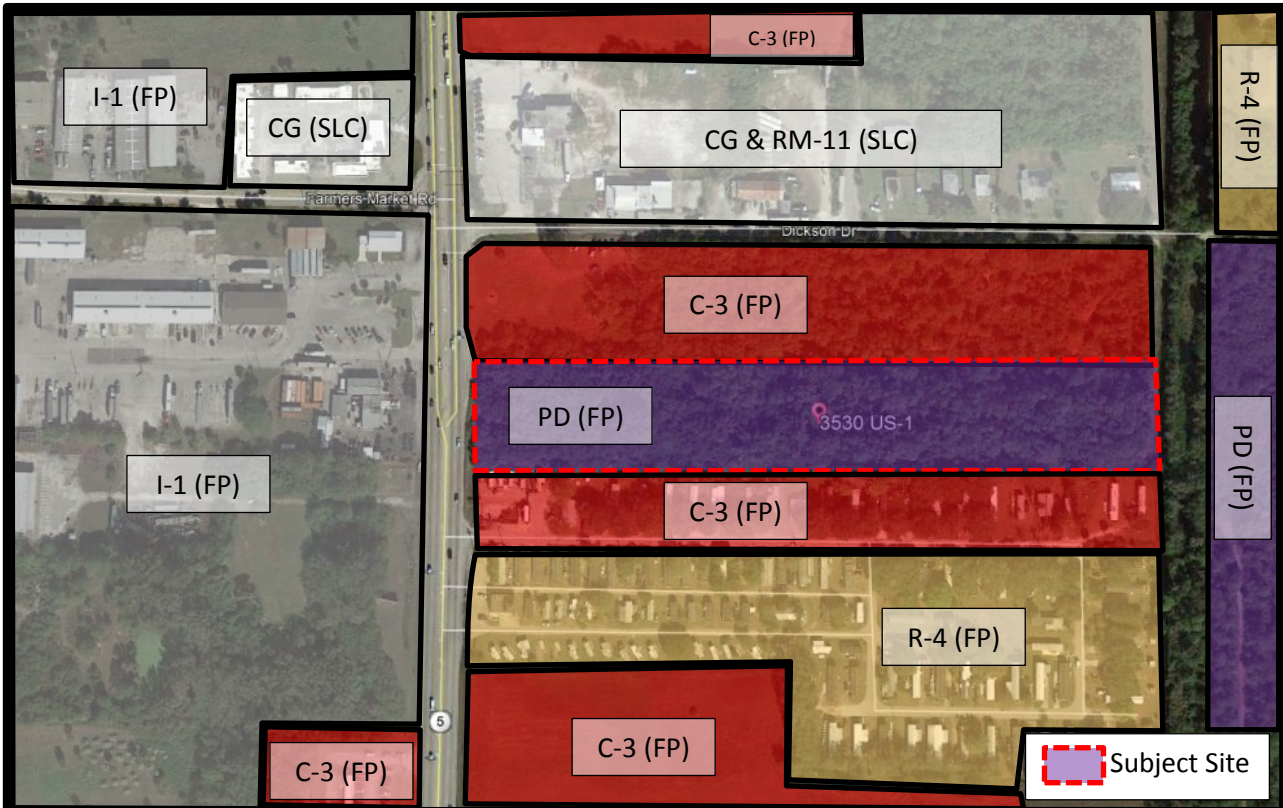 C-3 (FP)
I-1 (FP)
CG (SLC)
CG & RM-11 (SLC)
R-4 (FP)
Farmers Market Rd
Dickson Dr
C-3 (FP)
PD (FP)
3530 US-1
PD (FP)
I-1 (FP)
C-3 (FP)
R-4 (FP)
5
C-3 (FP)
C-3 (FP)
Subject Site